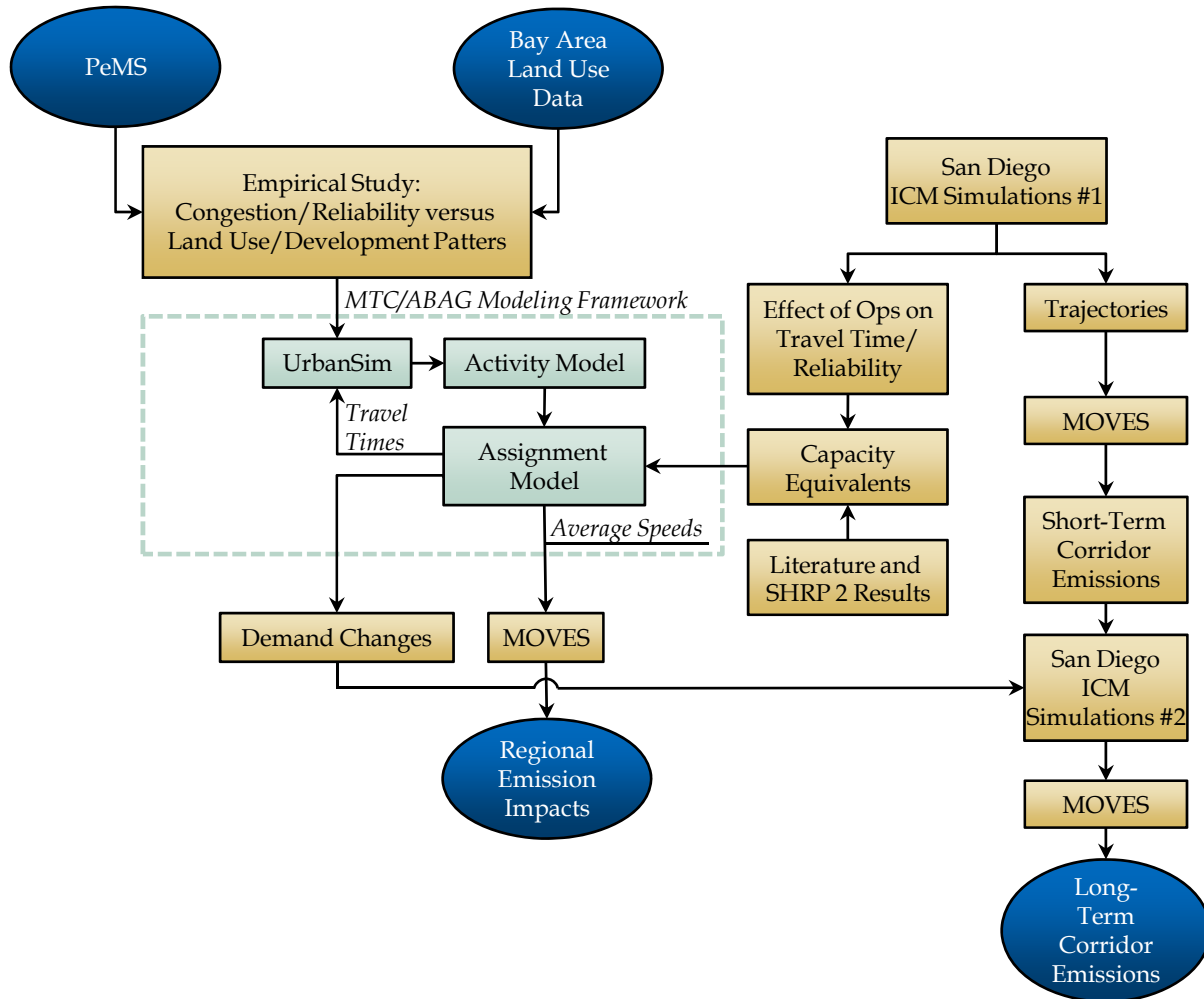 PeMS
Bay Area
Land Use
Data
Empirical Study:
Congestion/Reliability versus
Land Use/Development Patters
San Diego
ICM Simulations #1
MTC/ABAG Modeling Framework
UrbanSim
Activity Model
Travel
Times
Assignment
Model
Average Speeds
Effect of Ops on
Travel Time/
Reliability
Trajectories
MOVES
Capacity
Equivalents
Literature and
SHRP 2 Results
Short-Term
Corridor
Emissions
Demand Changes
MOVES
San Diego
ICM
Simulations #2
Regional
Emission
Impacts
MOVES
Long-
Term
Corridor
Emissions